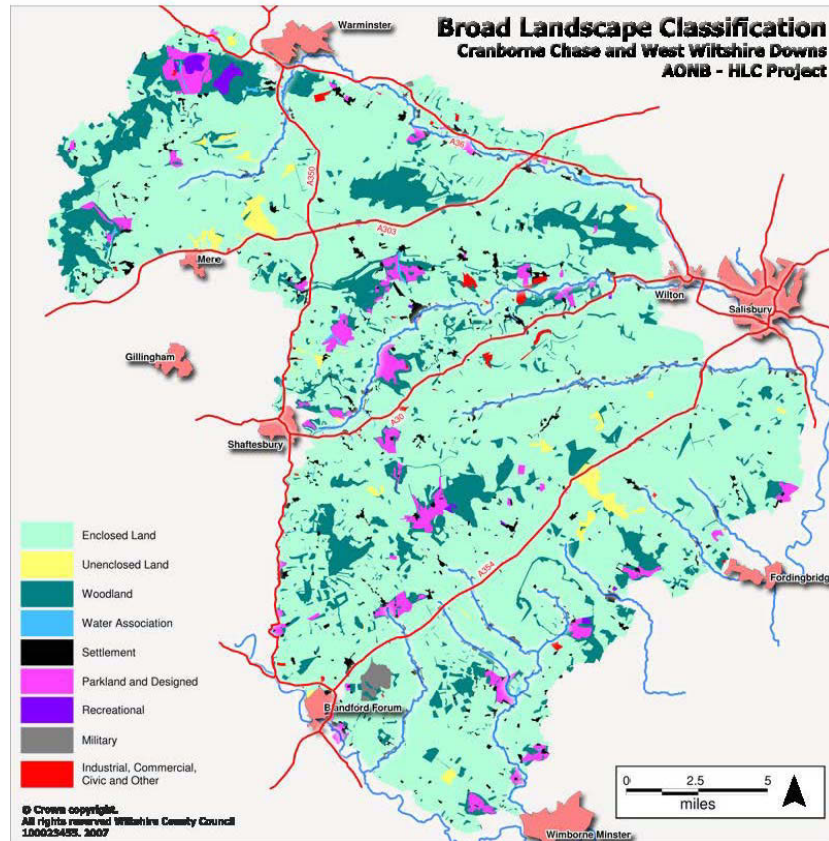 Broad Landscape Classification
Cranborne Chase and West Wiltshire Downs
AONB - HLC Project
Warminster
A36
A350
A303
Mere
Wilton
Salisbury
Gillingham
Shaftesbury
A30
A354
Fordingbridg
Blandford Forum
Wimborne Minster
Enclosed Land
Unenclosed Land
Woodland
Water Association
Settlement
Parkland and Designed
Recreational
Military
Industrial, Commercial,
Civic and Other
0 2.5 5
miles
© Crown copyright.
All rights reserved Wiltshire County Council
100023455. 2007